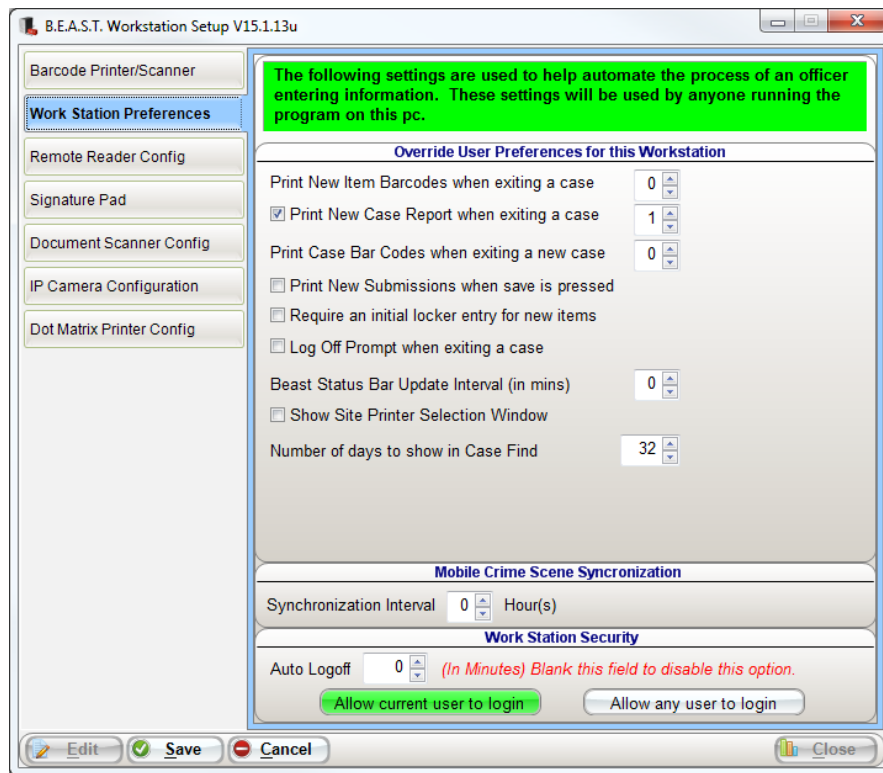 B.E.A.S.T. Workstation Setup V15.1.13u
Barcode Printer/Scanner
Work Station Preferences
Remote Reader Config
Signature Pad
Document Scanner Config
IP Camera Configuration
Dot Matrix Printer Config
The following settings are used to help automate the process of an officer
entering information. These settings will be used by anyone running the
program on this pc.
Override User Preferences for this Workstation
Print New Item Barcodes when exiting a case 0
Print New Case Report when exiting a case 1
Print Case Bar Codes when exiting a new case 0
Print New Submissions when save is pressed
Require an initial locker entry for new items
Log Off Prompt when exiting a case
Beast Status Bar Update Interval (in mins) 0
Show Site Printer Selection Window
Number of days to show in Case Find 32
Mobile Crime Scene Syncronization
Synchronization Interval 0 Hour(s)
Work Station Security
Auto Logoff 0 (In Minutes) Blank this field to disable this option.
Allow current user to login Allow any user to login
Edit Save Cancel Close